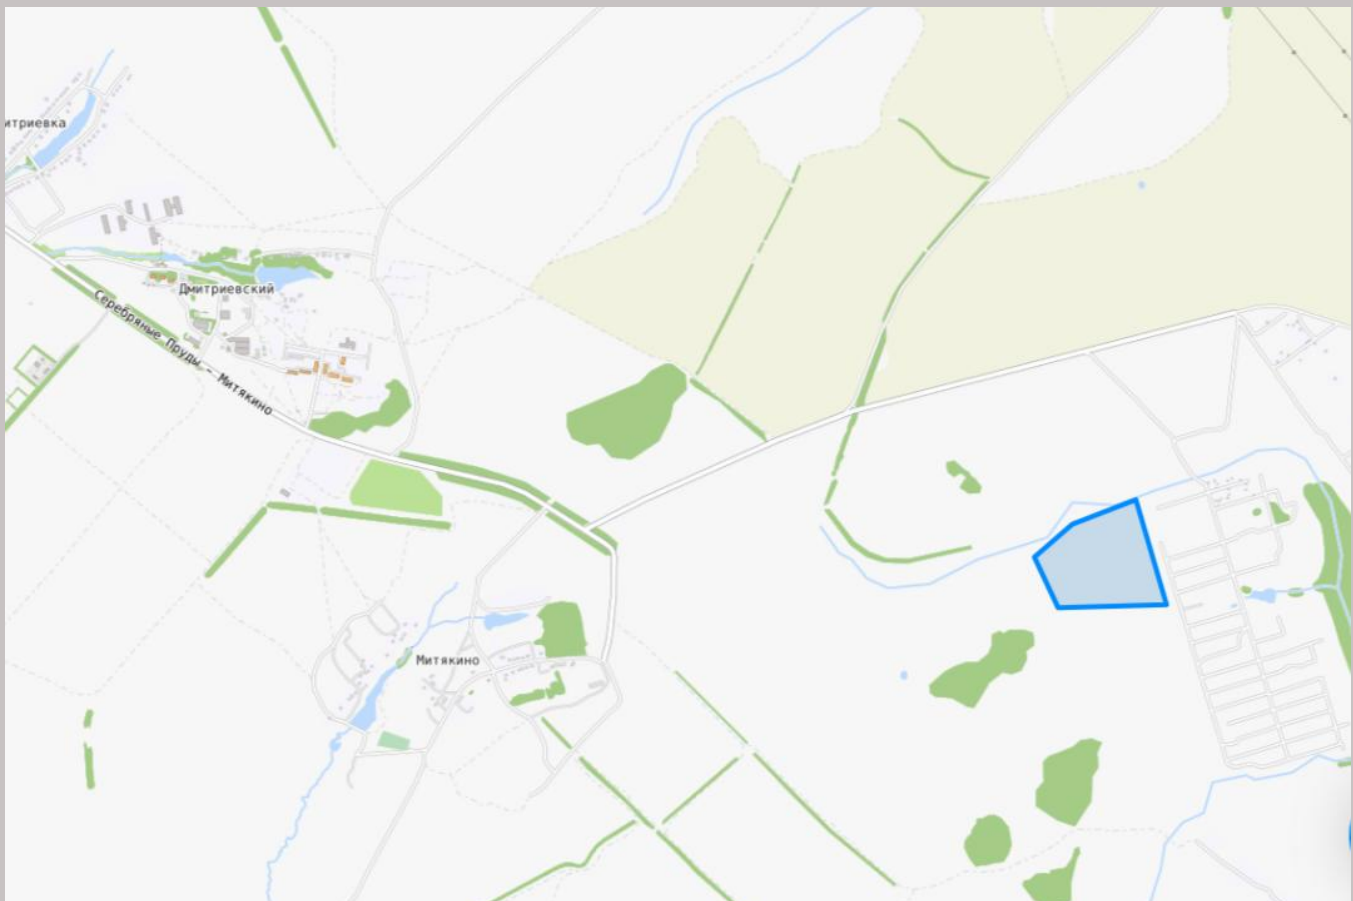 итриевка
Дмитриевский
Серебряные Пруды - Митякино
Митякино